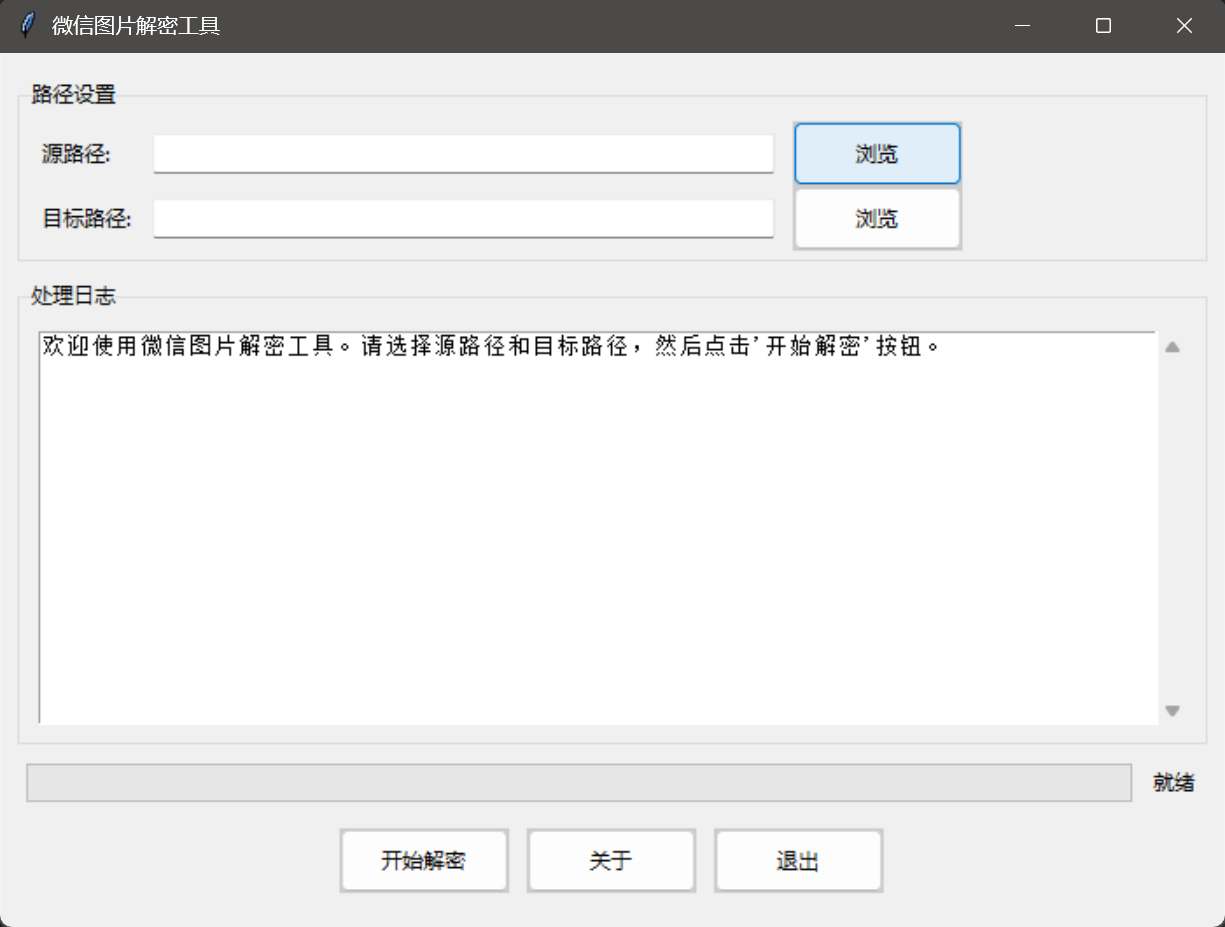 微信图片解密工具
路径设置
源路径:
浏览
目标路径:
浏览
处理日志
欢迎使用微信图片解密工具。请选择源路径和目标路径，然后点击'开始解密'按钮。
就绪
开始解密
关于
退出